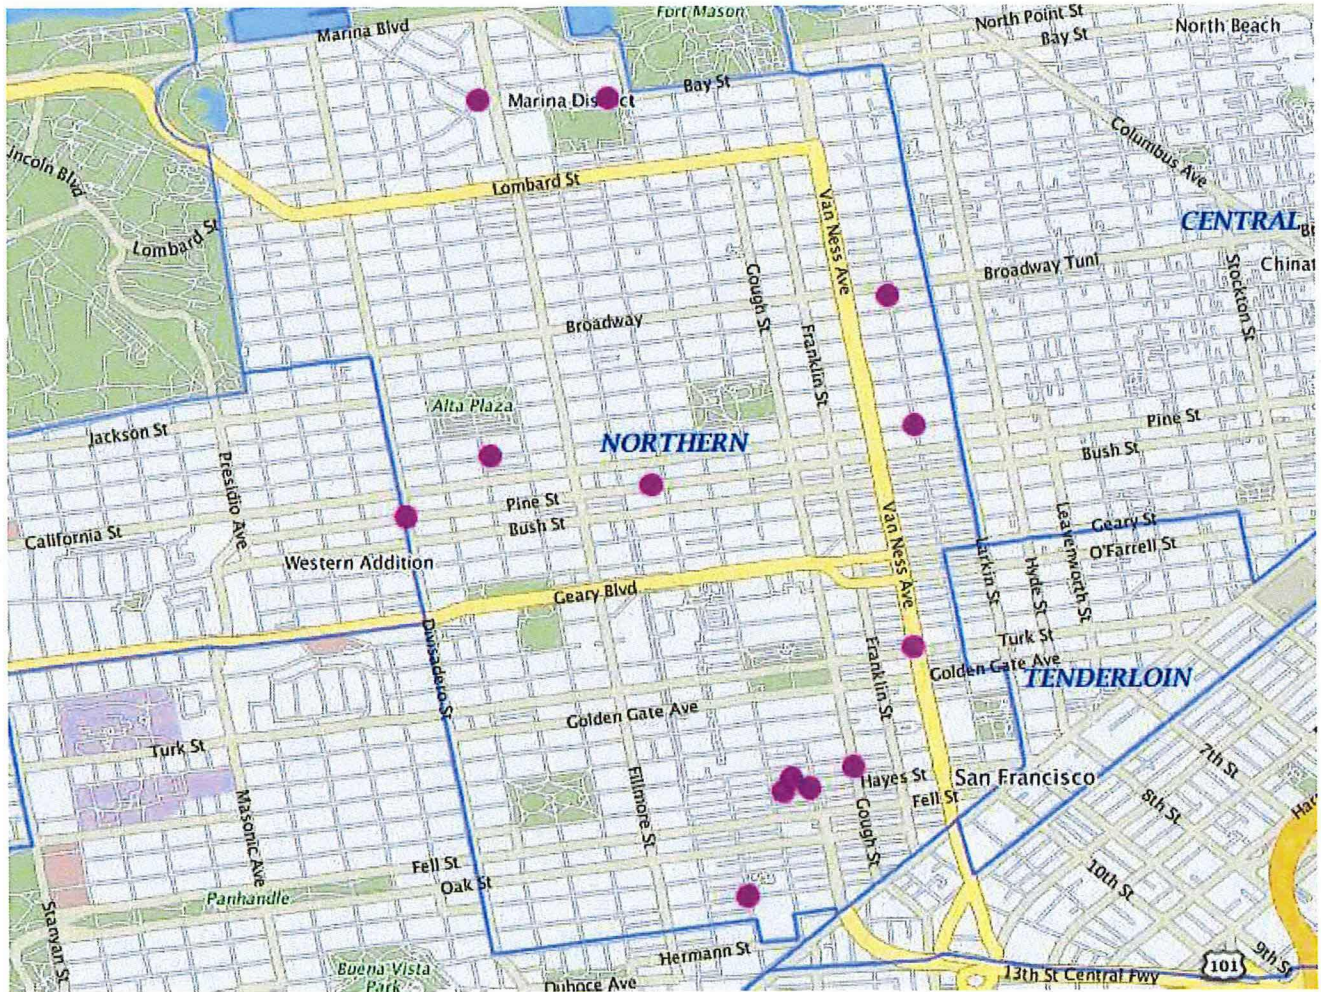 Fort Mason
North Point St
Marina Blvd
Bay St
North Beach
Bay St
Marina District
Columbus Ave
Lincoln Blvd
Lombard St
Van Ness Ave
CENTRAL
Lombard St
Broadway Tunl
Stockton St
Chinat
Gough St
Broadway
Franklin St
Alta Plaza
Jackson St
NORTHERN
Pine St
Bush St
Presidio Ave
Pine St
Bush St
California St
Van Ness Ave
Leavenworth St
Geary St
O'Farrell St
Western Addition
Larkin St
Hyde St
Geary Blvd
Divisadero St
Turk St
Franklin St
Golden Gate Ave
TENDERLOIN
Golden Gate Ave
Turk St
7th St
Fillmore St
Hayes St
San Francisco
Fell St
8th St
Masonic Ave
Gough St
Fell St
Oak St
10th St
Panhandle
Stanyan St
Hermann St
Buena Vista
Park
Duboce Ave
13th St Central Fwy
101
9th St